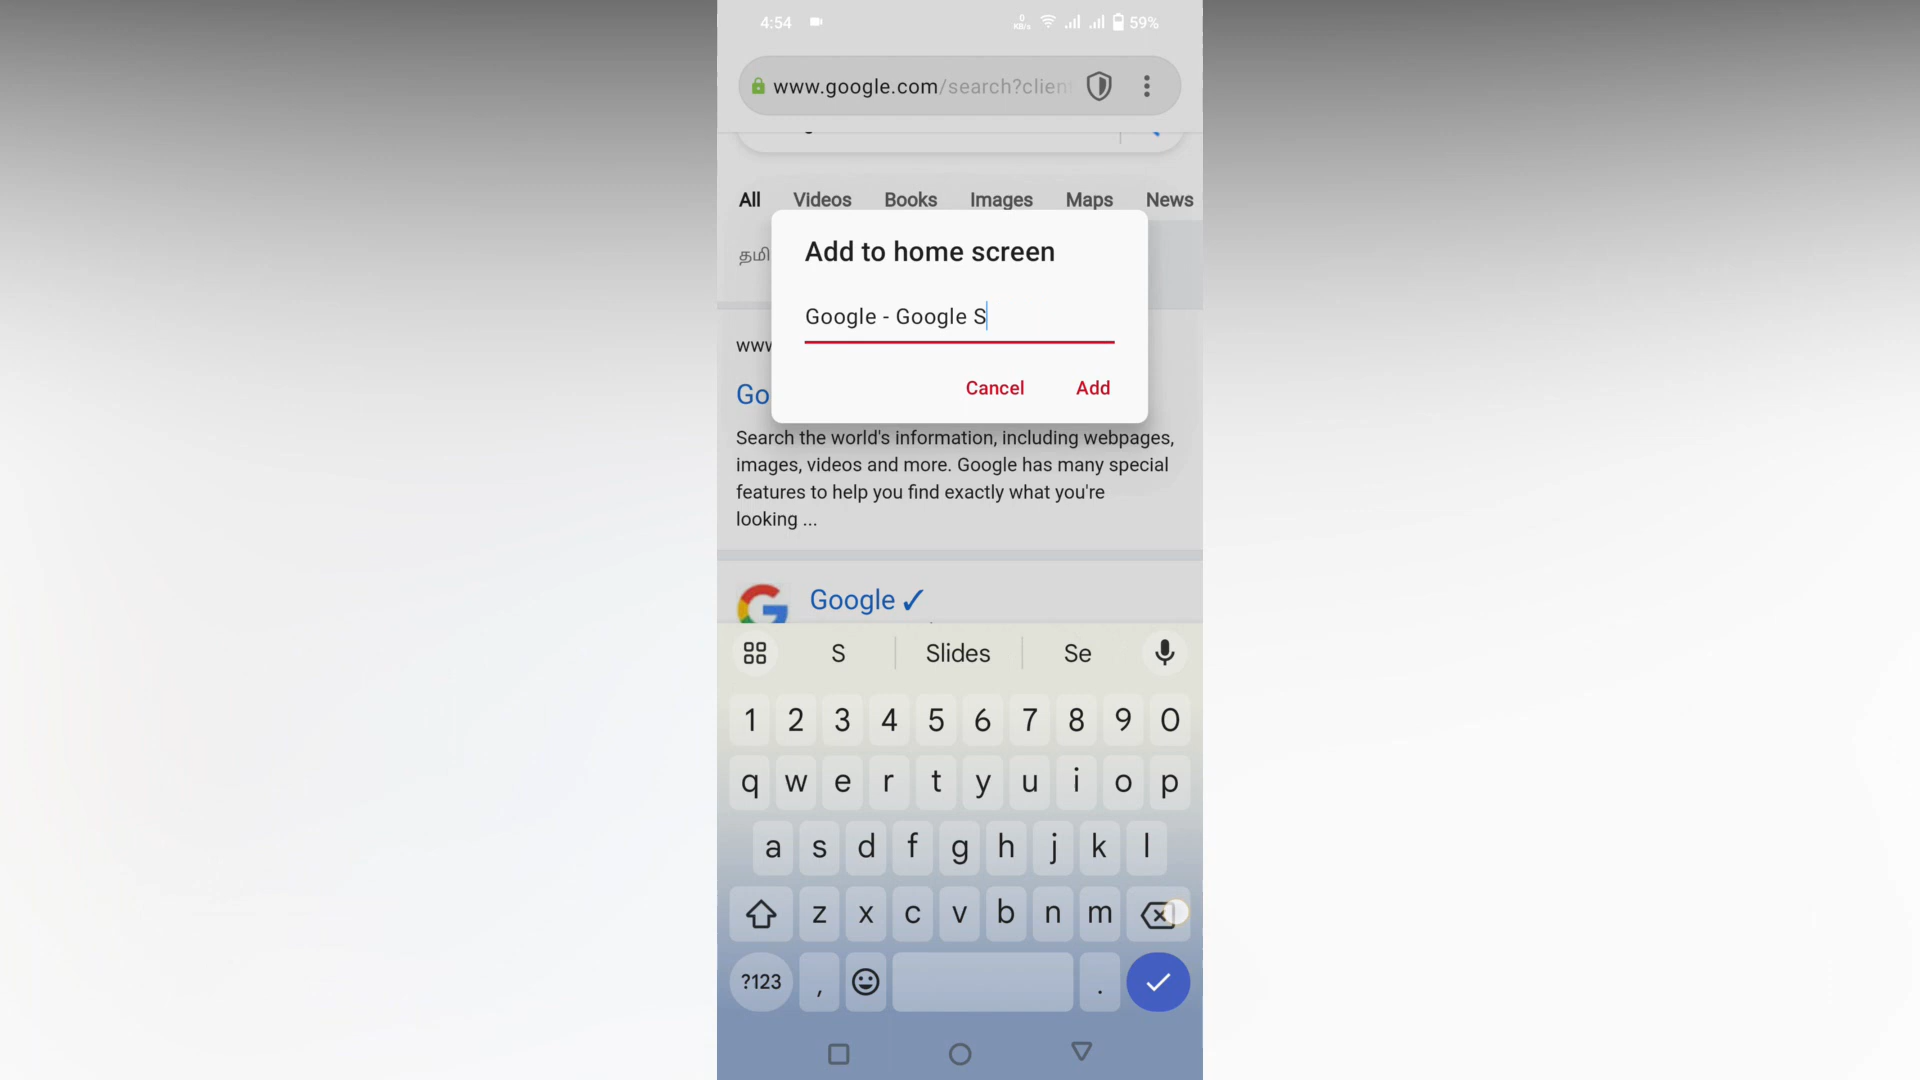 4:54
0
KB/s
59%
www.google.com/search?clien
All Videos Books Images Maps News
தமி
Add to home screen
Google - Google S
www
Cancel Add
Go
Search the world's information, including webpages,
images, videos and more. Google has many special
features to help you find exactly what you're
looking ...
Google ✓
S Slides Se
1 2 3 4 5 6 7 8 9 0
q w e r t y u i o p
a s d f g h j k l
z x c v b n m
?123 , .